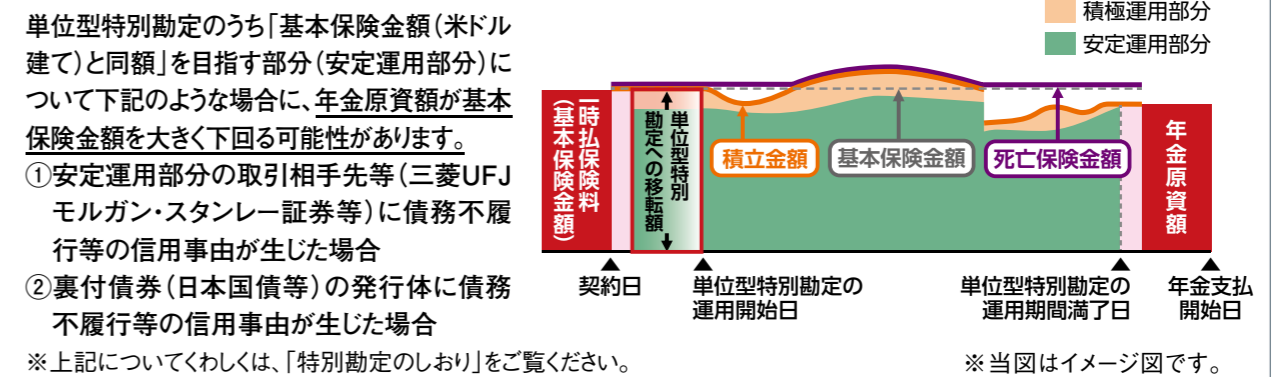 単位型特別勘定のうち「基本保険金額(米ドル
建て)と同額」を目指す部分(安定運用部分)に
ついて下記のような場合に、年金原資額が基本
保険金額を大きく下回る可能性があります。
①安定運用部分の取引相手先等(三菱UFJ
モルガン・スタンレー証券等)に債務不履
行等の信用事由が生じた場合
②裏付債券(日本国債等)の発行体に債務
不履行等の信用事由が生じた場合
※上記についてくわしくは、「特別勘定のしおり」をご覧ください。
積極運用部分
安定運用部分
一時払保険料
(基本保険金額)
単位型特別
勘定への移転額
積立金額
基本保険金額
死亡保険金額
年金原資額
契約日
単位型特別勘定の
運用開始日
単位型特別勘定の
運用期間満了日
年金支払
開始日
※当図はイメージ図です。